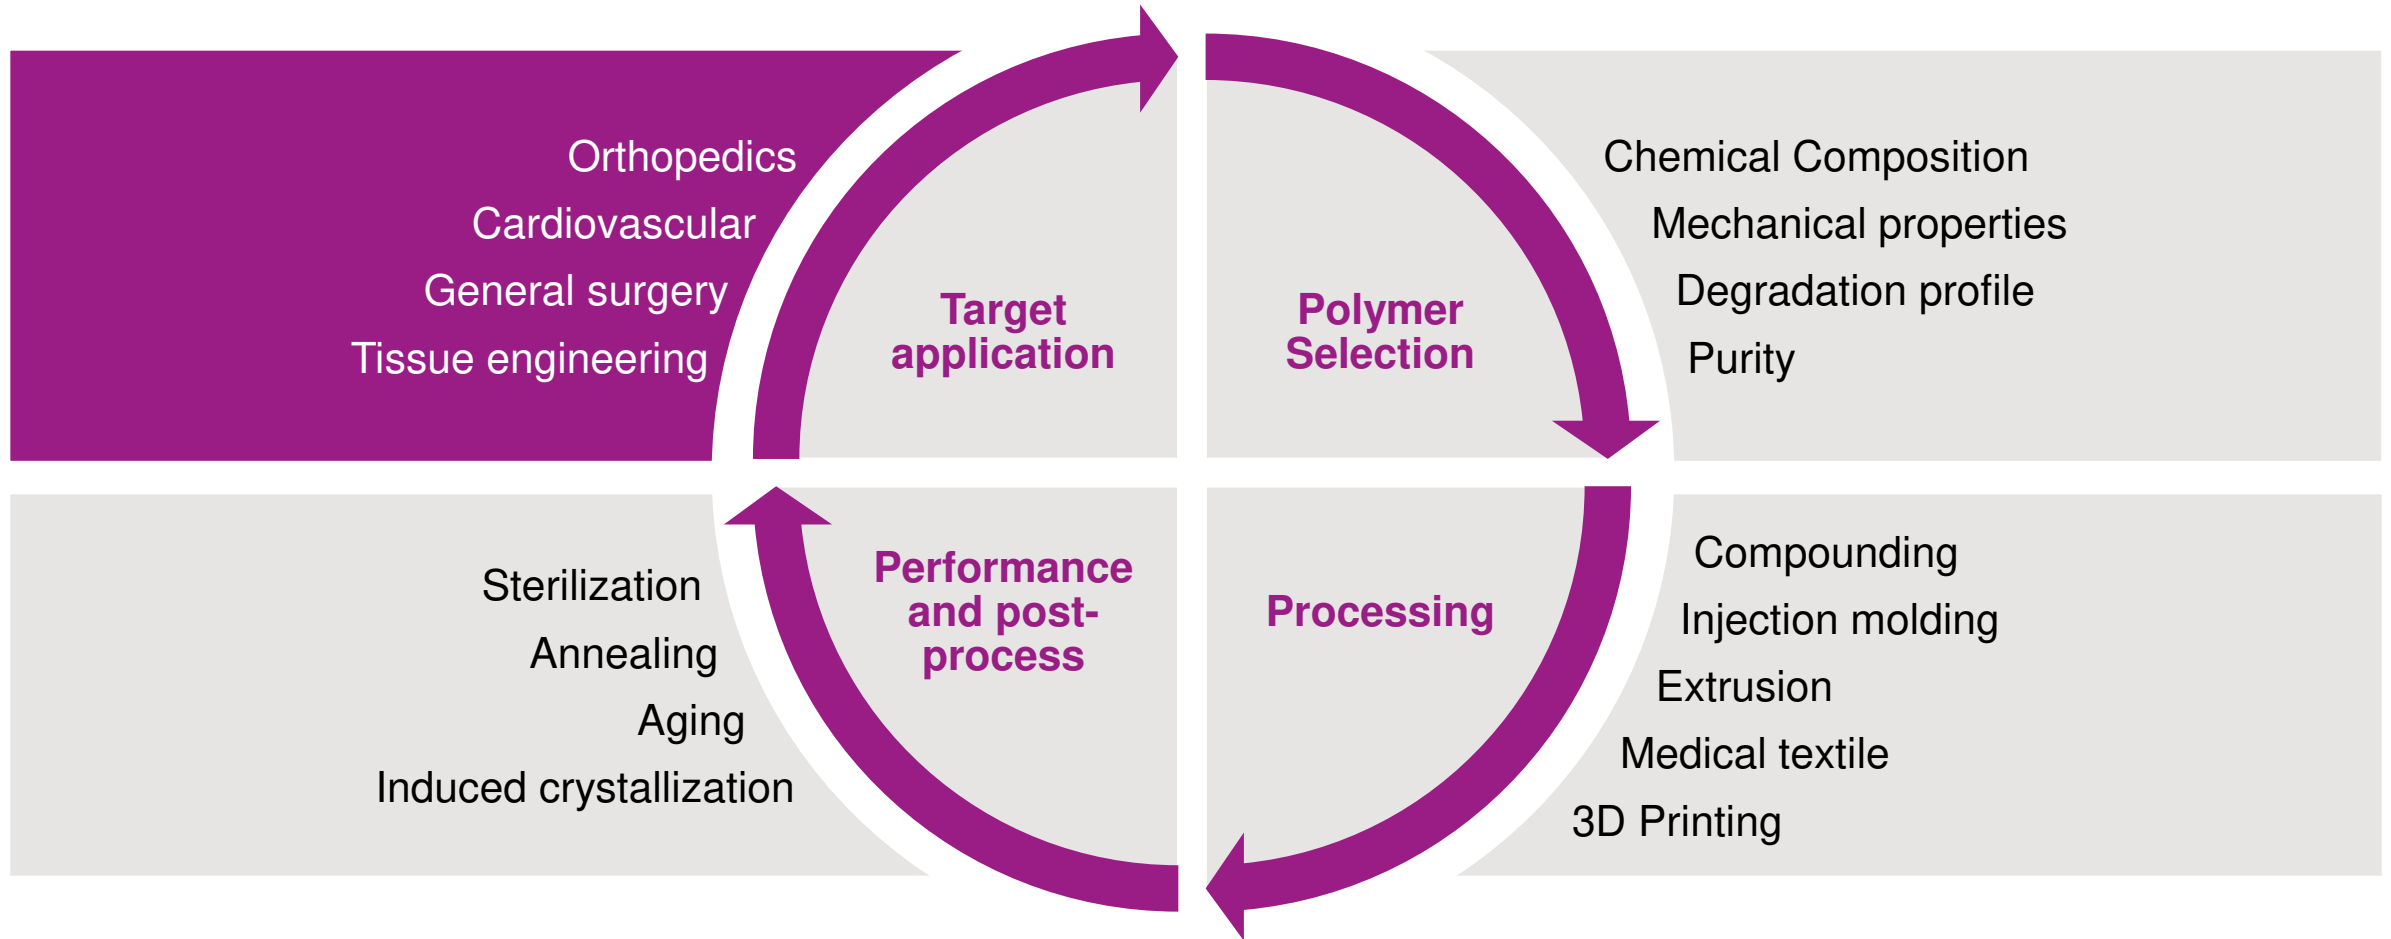 Orthopedics
Cardiovascular
General surgery
Tissue engineering
Target
application
Polymer
Selection
Chemical Composition
Mechanical properties
Degradation profile
Purity
Sterilization
Annealing
Aging
Induced crystallization
Performance
and post-
process
Processing
Compounding
Injection molding
Extrusion
Medical textile
3D Printing